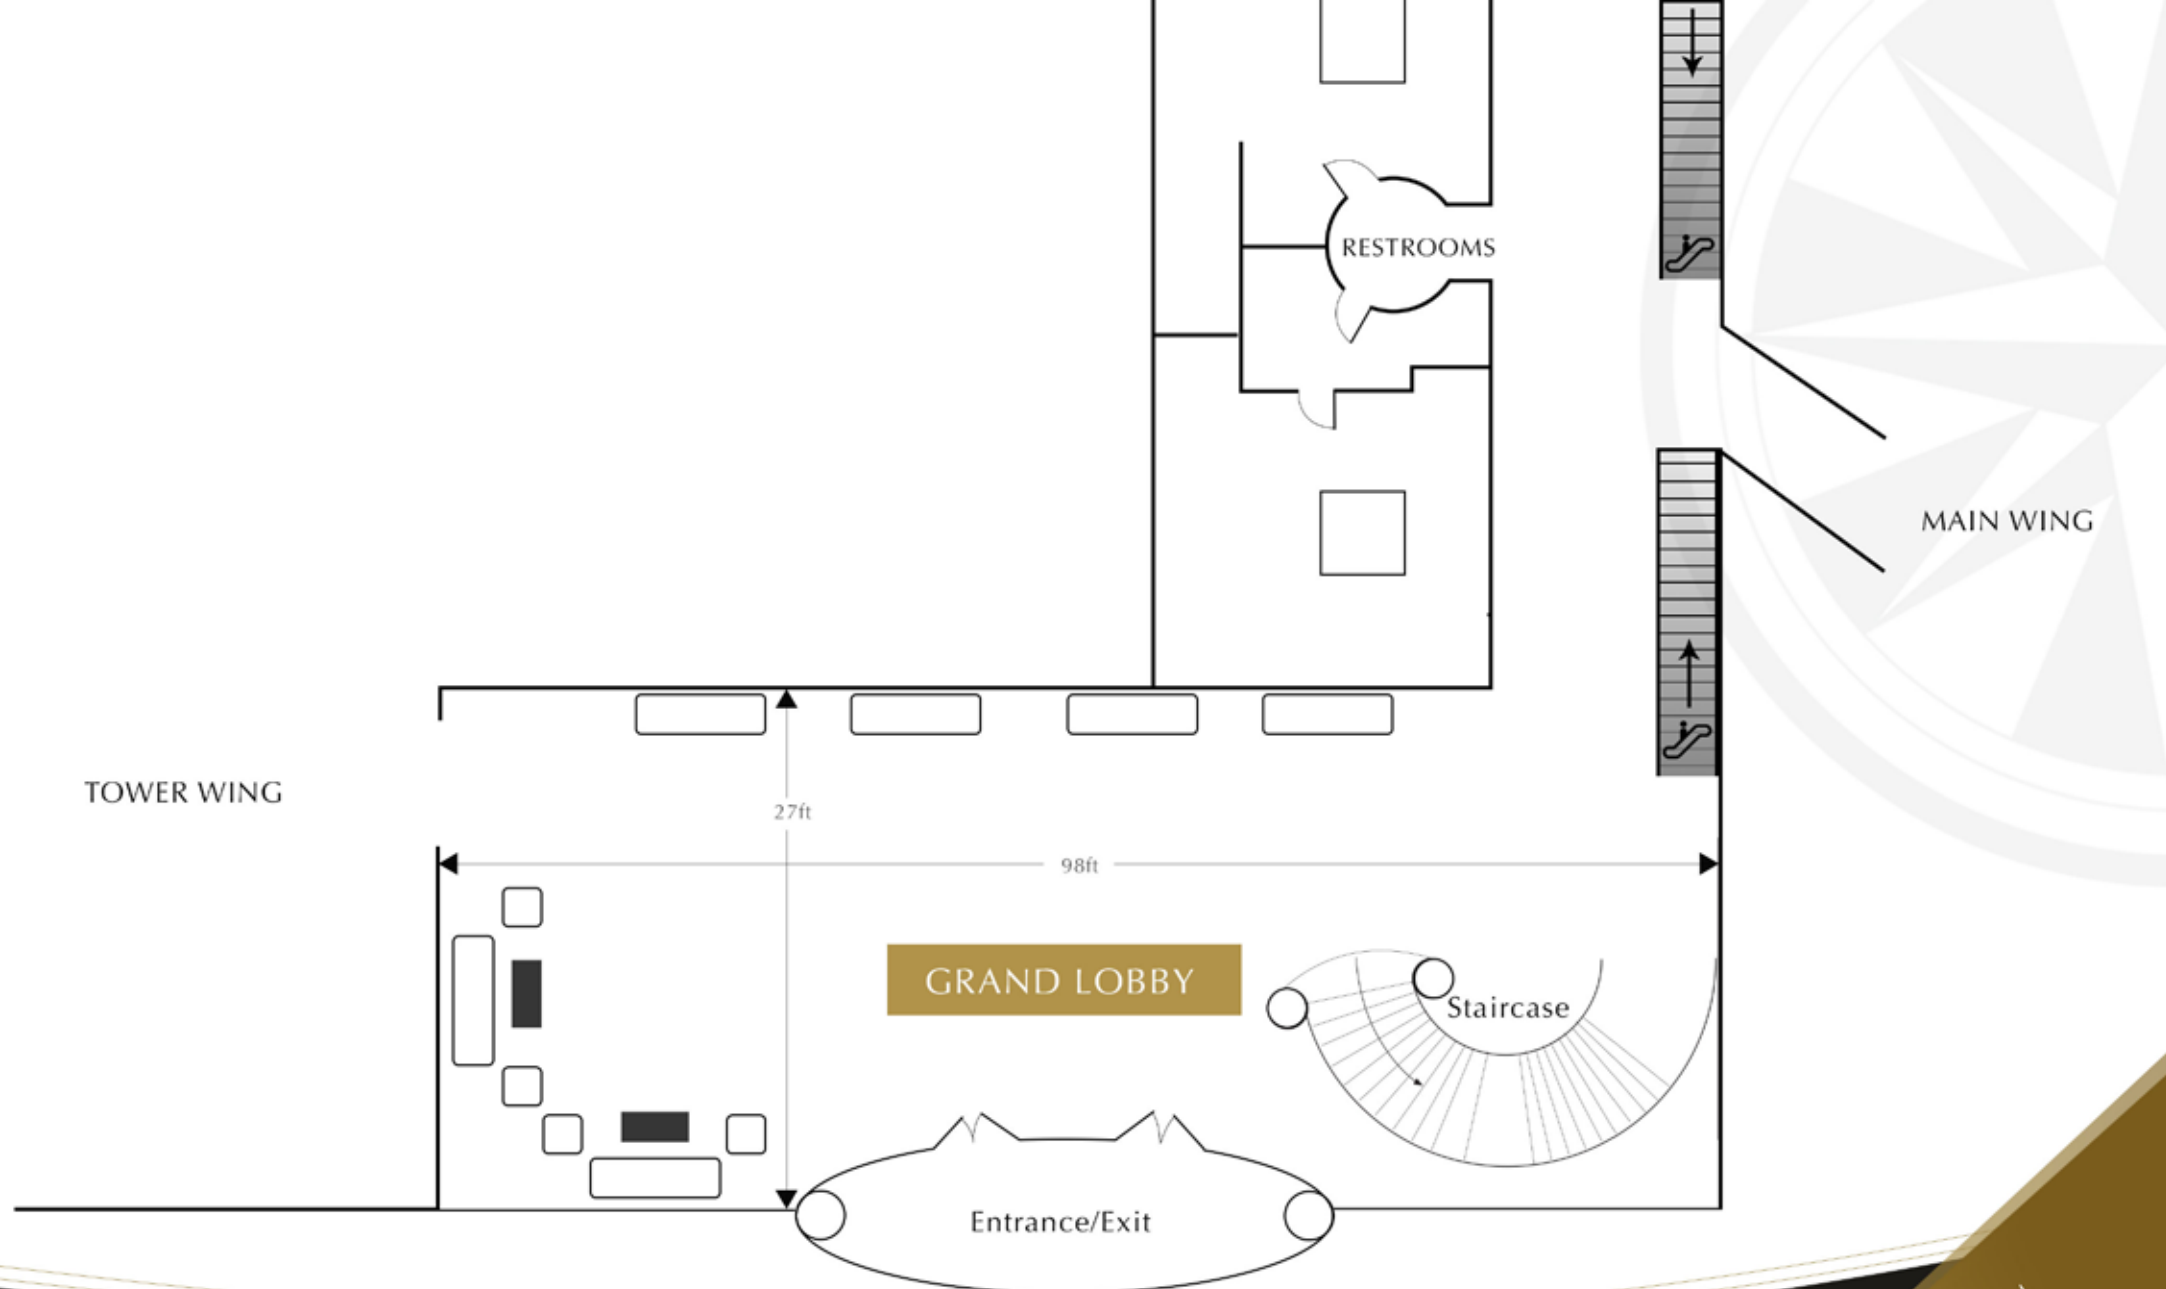 RESTROOMS
MAIN WING
TOWER WING
27ft
98ft
GRAND LOBBY
Staircase
Entrance/Exit